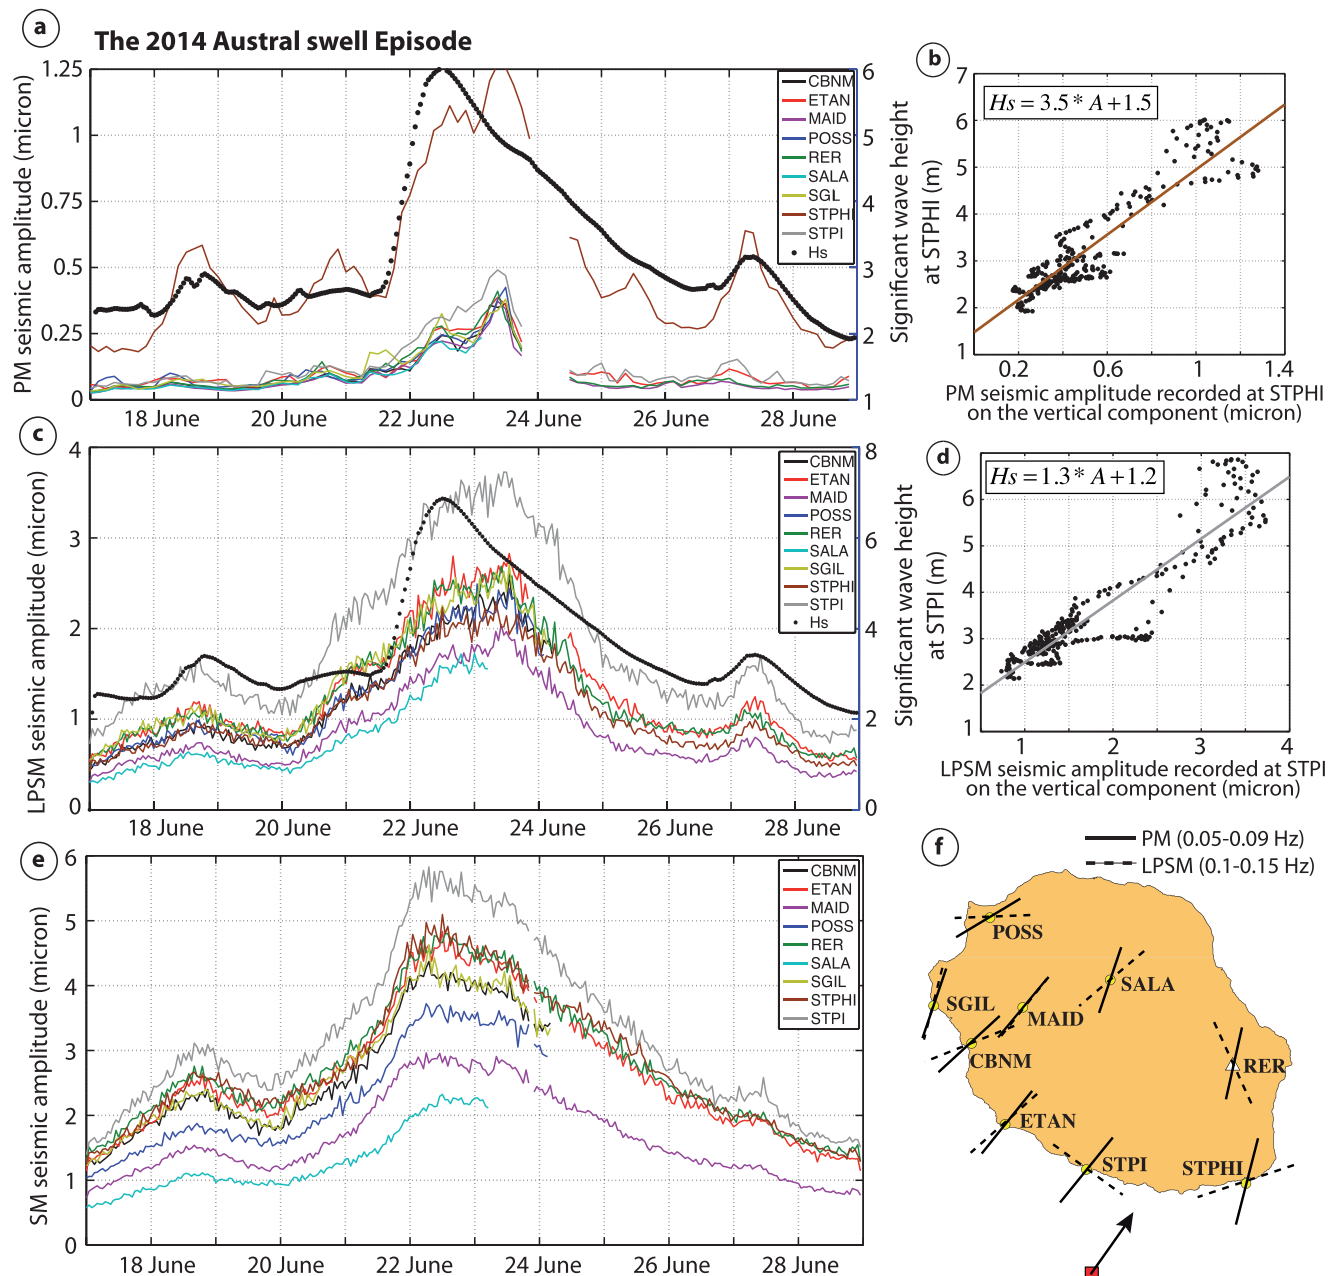 a
The 2014 Austral swell Episode
PM seismic amplitude (micron)
1.25
1
0.75
0.5
0.25
0
6
5
4
3
2
1
CBNM
ETAN
MAID
POSS
RER
SALA
SGL
STPHI
STPI
Hs
18 June
20 June
22 June
24 June
26 June
28 June
b
Hs = 3.5 * A + 1.5
Significant wave height
at STPHI (m)
7
6
5
4
3
2
1
0.2
0.6
1
1.4
PM seismic amplitude recorded at STPHI
on the vertical component (micron)
c
LPSM seismic amplitude (micron)
4
3
2
1
0
8
6
4
2
0
CBNM
ETAN
MAID
POSS
RER
SALA
SGIL
STPHI
STPI
Hs
18 June
20 June
22 June
24 June
26 June
28 June
d
Hs = 1.3 * A + 1.2
Significant wave height
at STPI (m)
6
5
4
3
2
1
1
2
3
4
LPSM seismic amplitude recorded at STPI
on the vertical component (micron)
e
SM seismic amplitude (micron)
6
5
4
3
2
1
0
CBNM
ETAN
MAID
POSS
RER
SALA
SGIL
STPHI
STPI
18 June
20 June
22 June
24 June
26 June
28 June
f
PM (0.05-0.09 Hz)
LPSM (0.1-0.15 Hz)
POSS
SALA
SGIL
MAID
CBNM
RER
ETAN
STPI
STPHI